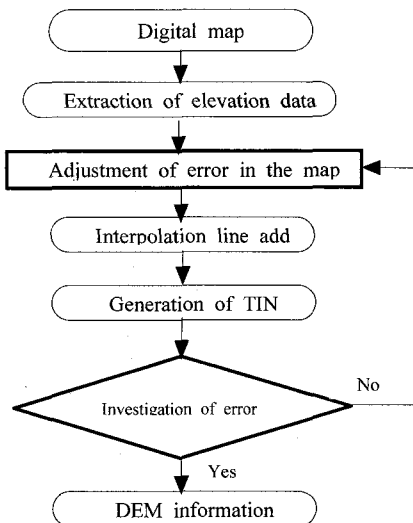 Digital map
Extraction of elevation data
Adjustment of error in the map
Interpolation line add
Generation of TIN
Investigation of error
No
Yes
DEM information